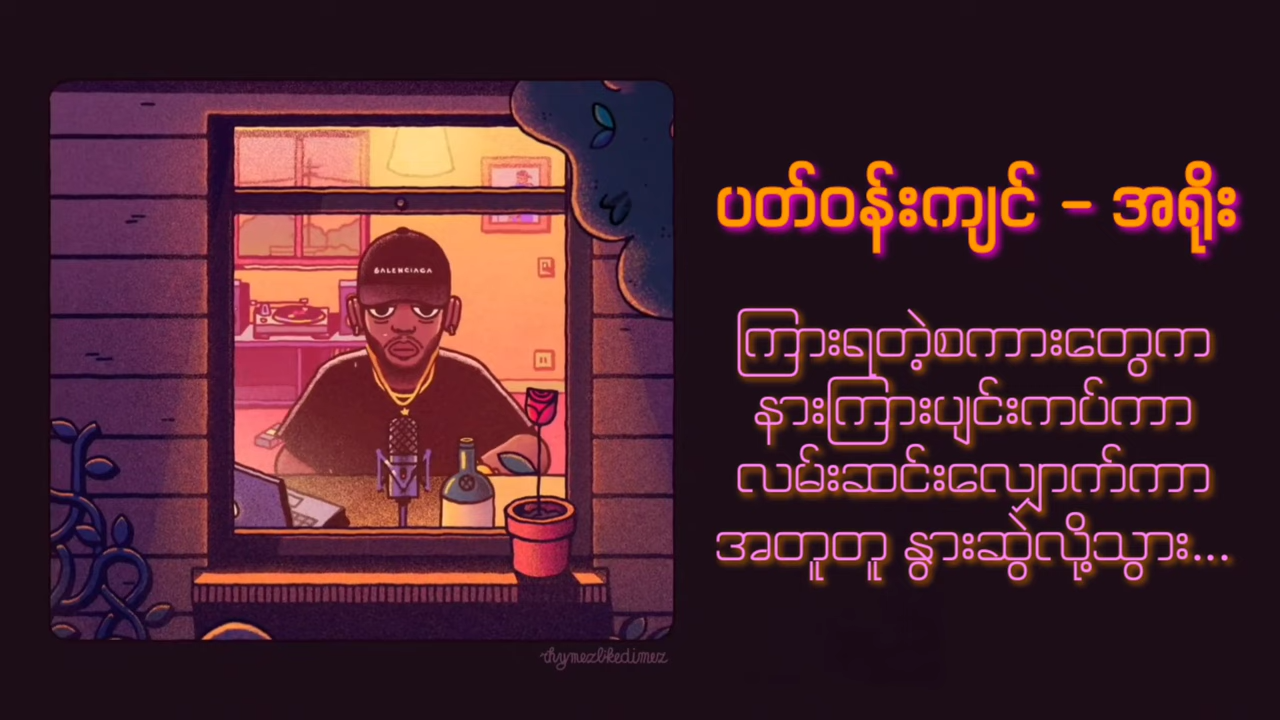 BALENCIAGA
ပတ်ဝန်းကျင် - အရိုး
ကြားရတဲ့စကားတွေက
နားကြားပျင်းကပ်ကာ
လမ်းဆင်းလျှောက်ကာ
အတူတူ နွားဆွဲလို့သွား...
rhymezlikedimez